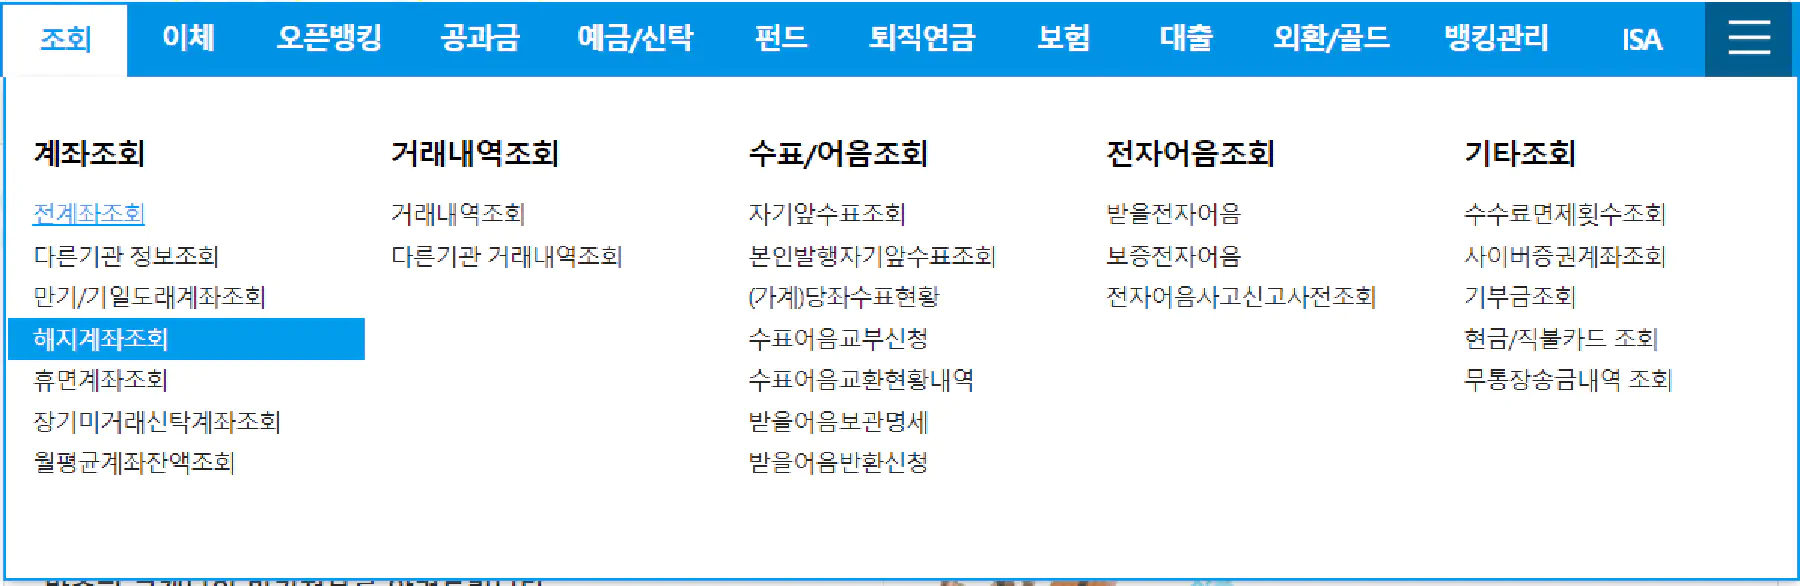 조회 이체 오픈뱅킹 공과금 예금/신탁 펀드 퇴직연금 보험 대출 외환/골드 뱅킹관리 ISA
계좌조회
전계좌조회
다른기관 정보조회
만기/기일도래계좌조회
해지계좌조회
휴면계좌조회
장기미거래신탁계좌조회
월평균계좌잔액조회
거래내역조회
거래내역조회
다른기관 거래내역조회
수표/어음조회
자기앞수표조회
본인발행자기앞수표조회
(가계)당좌수표현황
수표어음교부신청
수표어음교환현황내역
받을어음보관명세
받을어음반환신청
전자어음조회
받을전자어음
보증전자어음
전자어음사고신고사전조회
기타조회
수수료면제횟수조회
사이버증권계좌조회
기부금조회
현금/직불카드 조회
무통장송금내역 조회